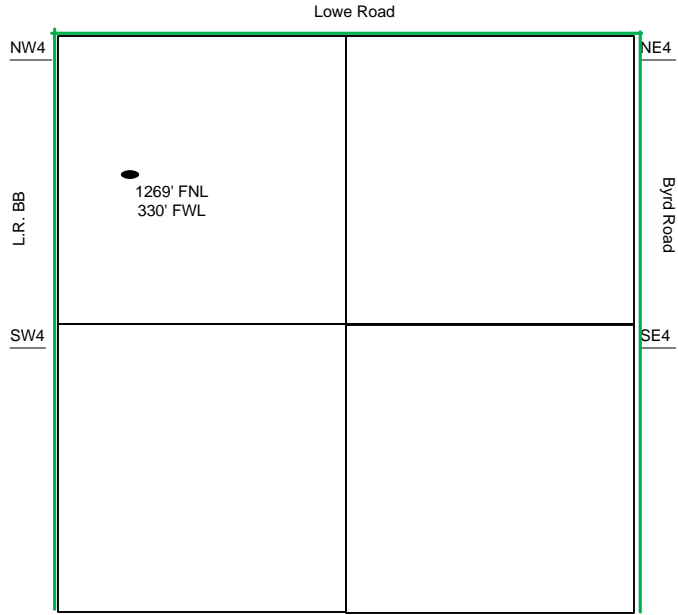 Lowe Road
NW4
NE4
1269' FNL
330' FWL
L.R. BB
Byrd Road
SW4
SE4